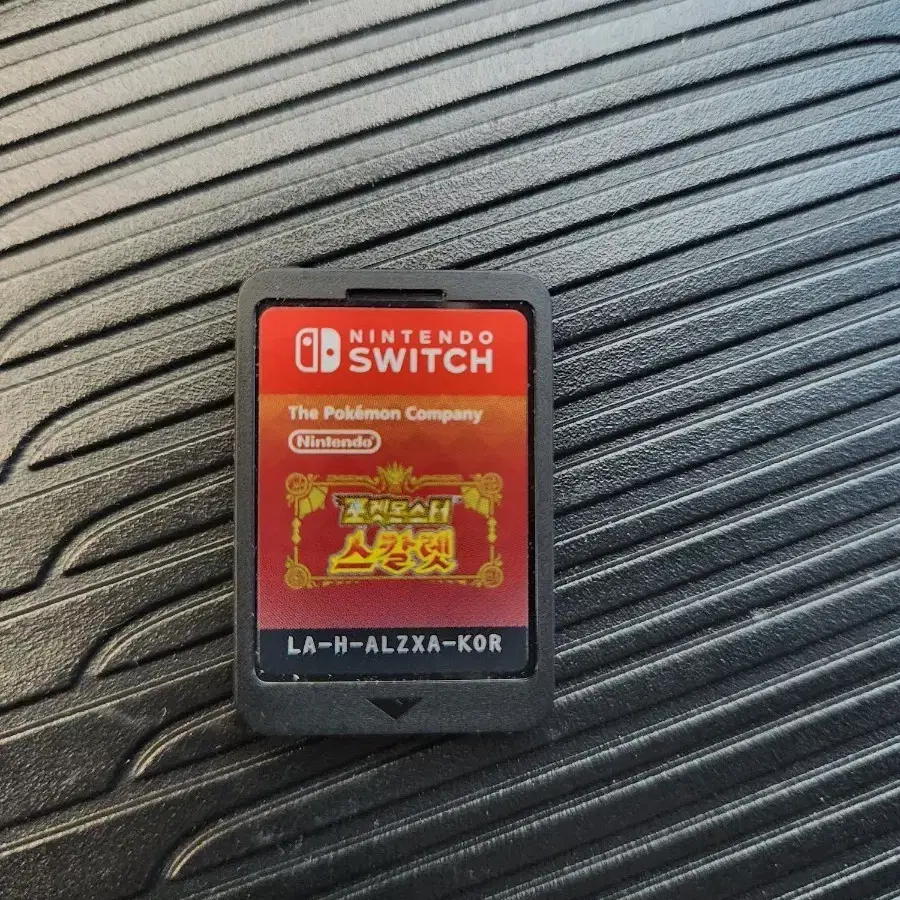 NINTENDO
SWITCH
The Pokémon Company
Nintendo
포켓몬스터
스칼렛
LA-H-ALZXA-KOR